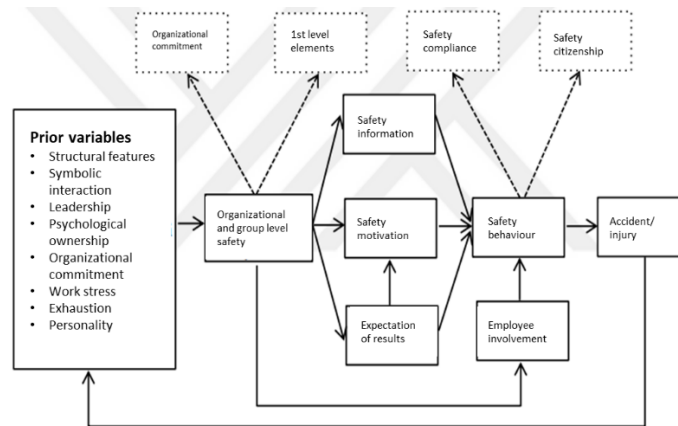 Organizational
commitment
1st level
elements
Safety
compliance
Safety
citizenship
Prior variables
• Structural features
• Symbolic
interaction
• Leadership
• Psychological
ownership
• Organizational
commitment
• Work stress
• Exhaustion
• Personality
Organizational
and group level
safety
Safety
information
Safety
motivation
Expectation
of results
Safety
behaviour
Employee
involvement
Accident/
injury